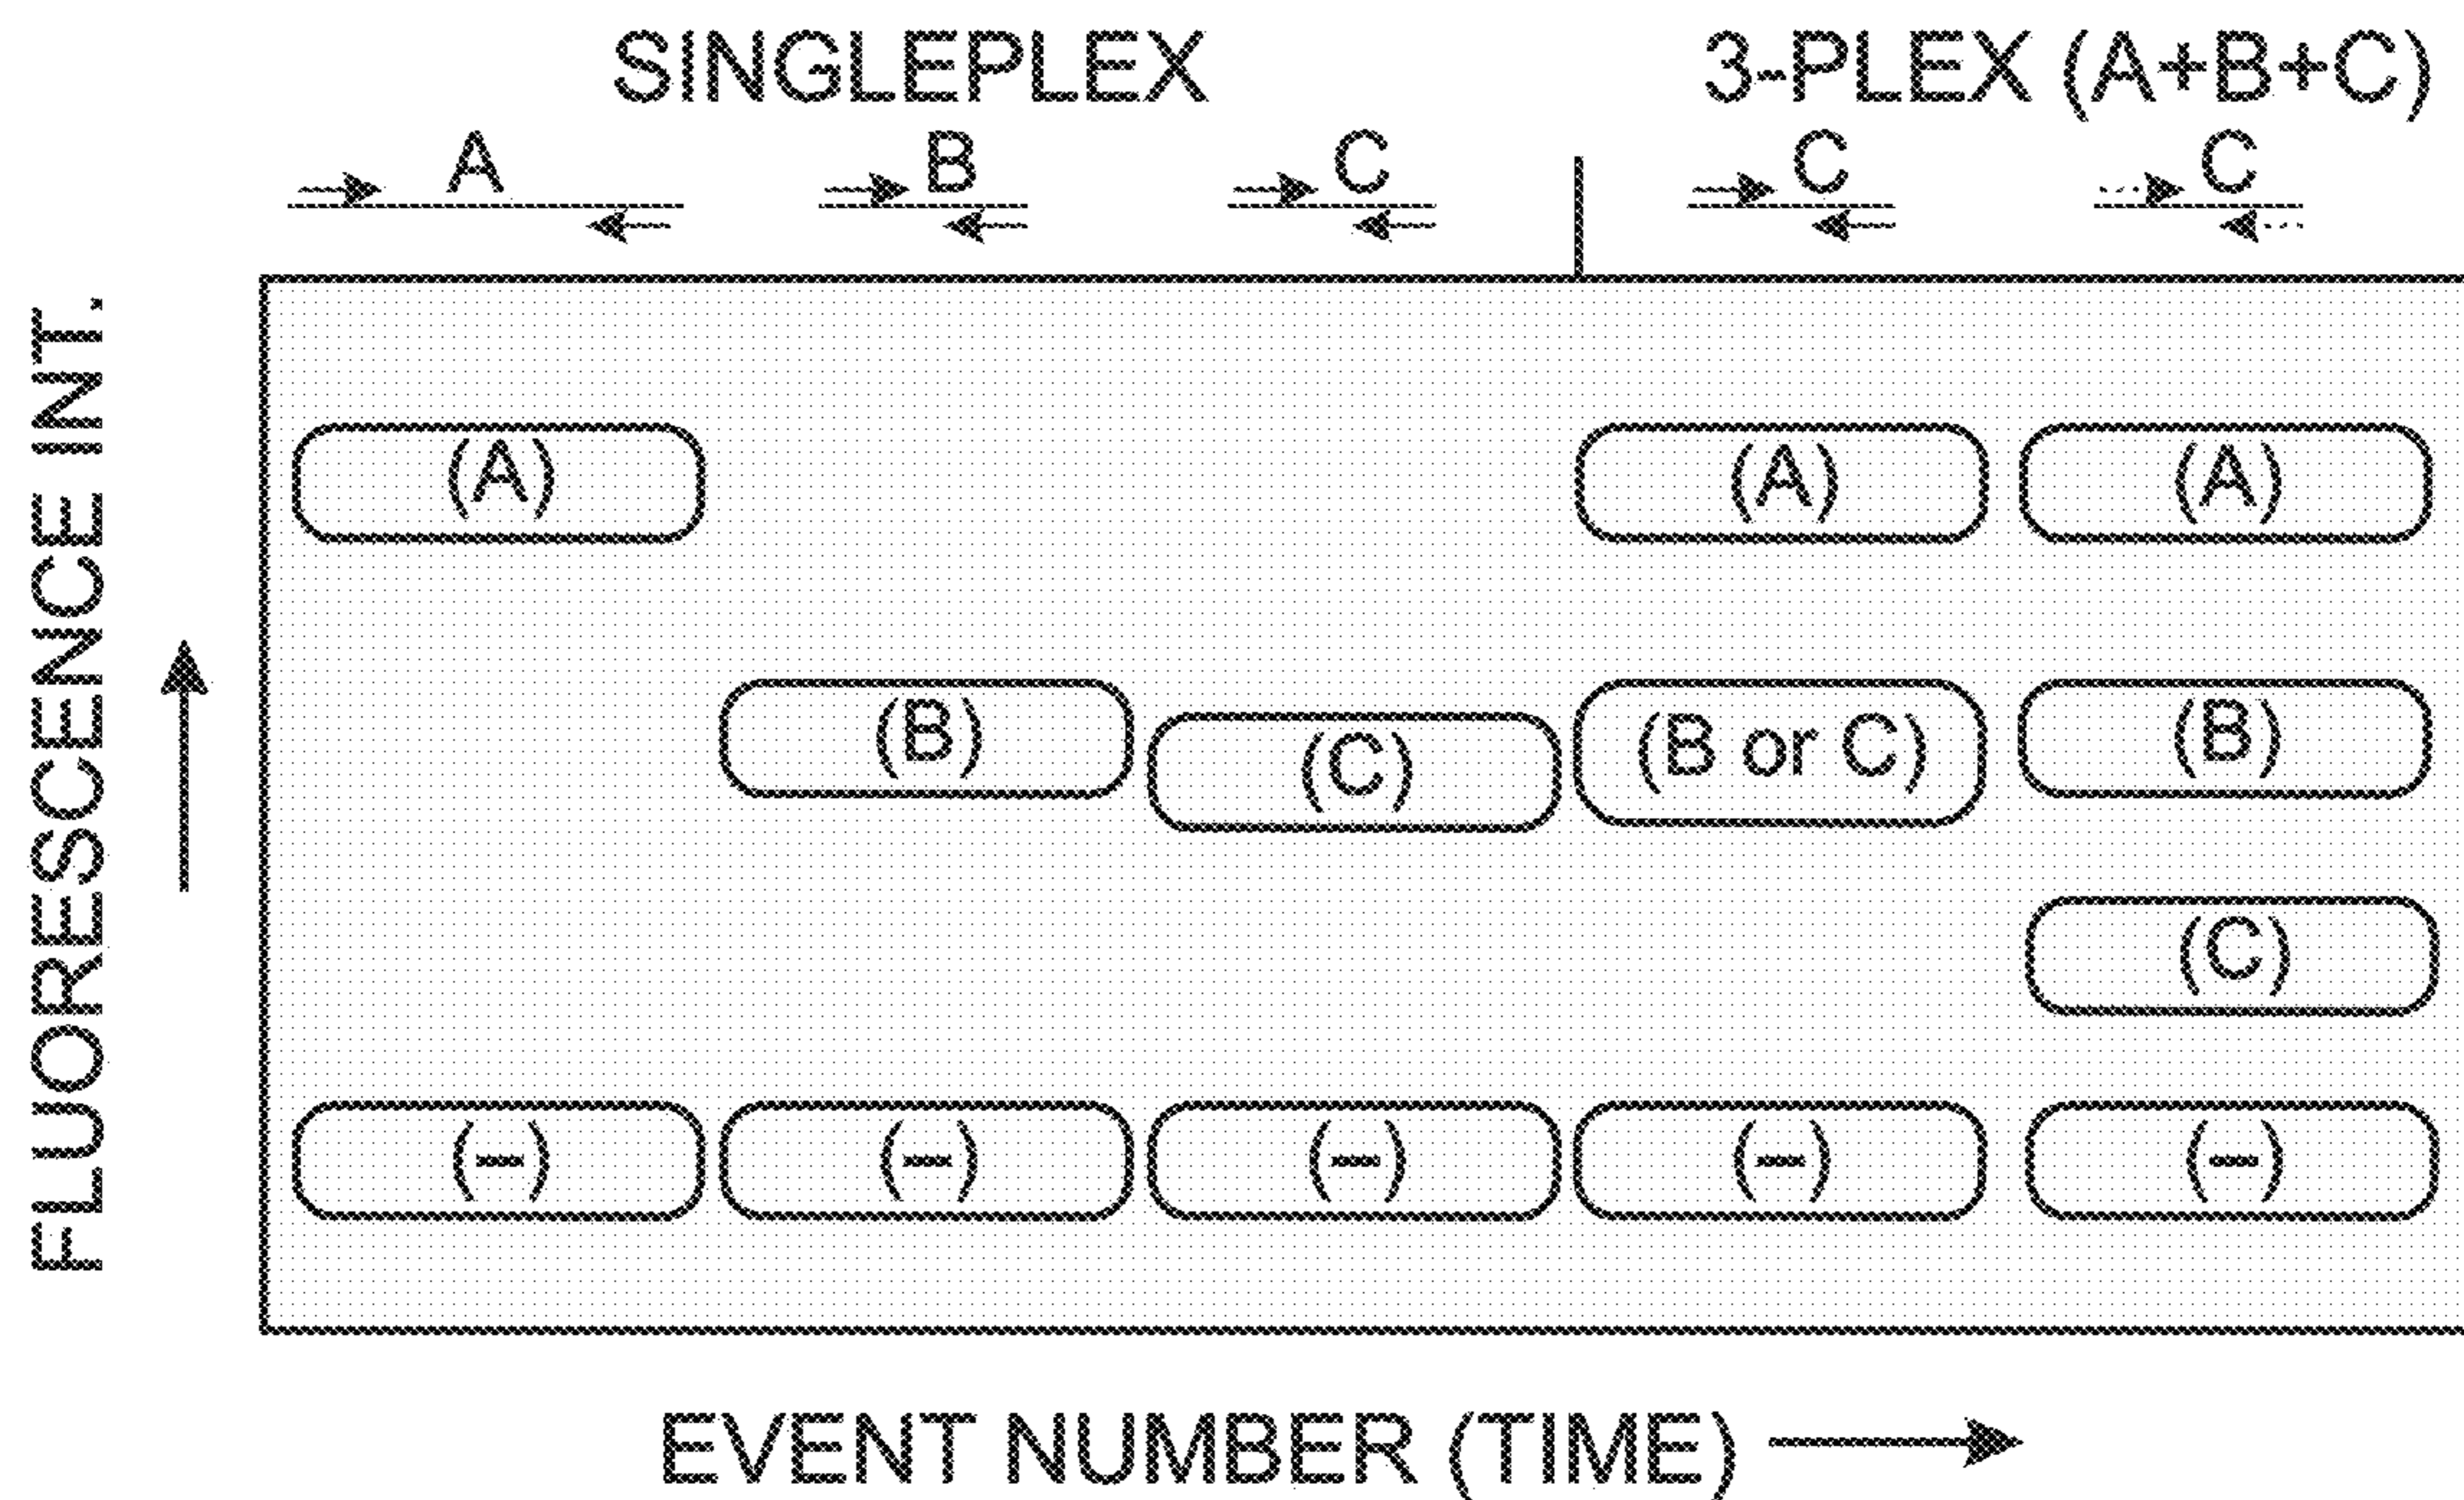 SINGLEPLEX 3-PLEX (A+B+C)
A B C C C
FLUORESCENCE INT.
(A) (A) (A)
(B) (C) (B or C) (B)
(C)
(—) (—) (—) (—) (—)
EVENT NUMBER (TIME)